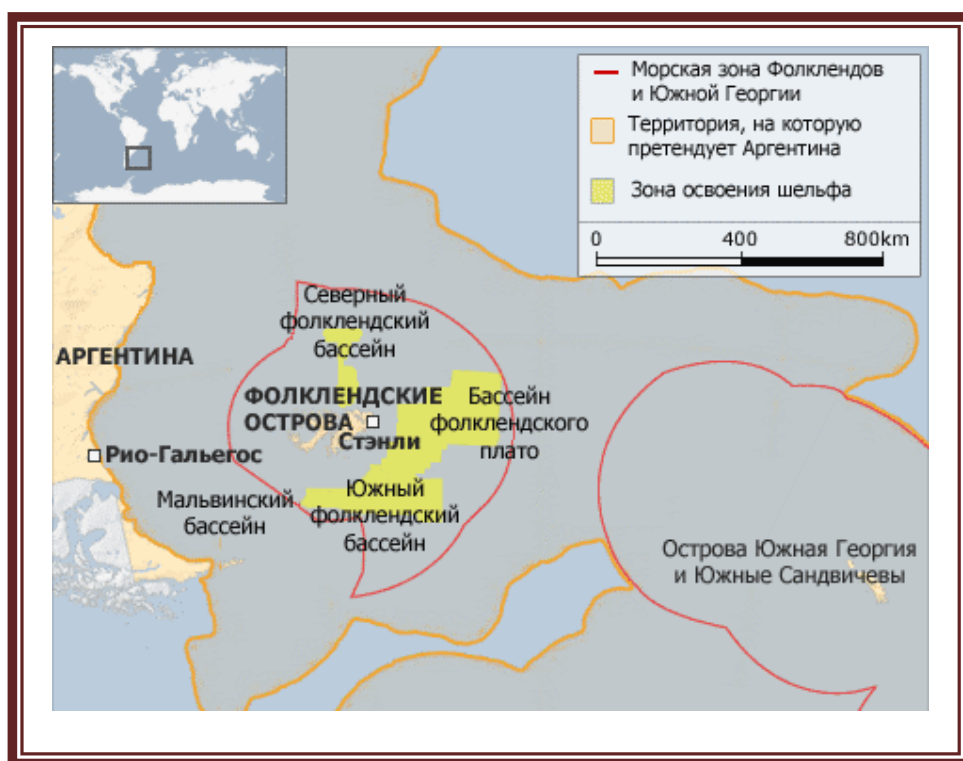 Морская зона Фолклендов
и Южной Георгии
Территория, на которую
претендует Аргентина
Зона освоения шельфа
0 400 800km
Северный
фолклендский
бассейн
АРГЕНТИНА
ФОЛКЛЕНДСКИЕ
ОСТРОВА
Стэнли
Бассейн
фолклендского
плато
Рио-Гальегос
Мальвинский
бассейн
Южный
фолклендский
бассейн
Острова Южная Георгия
и Южные Сандвичевы